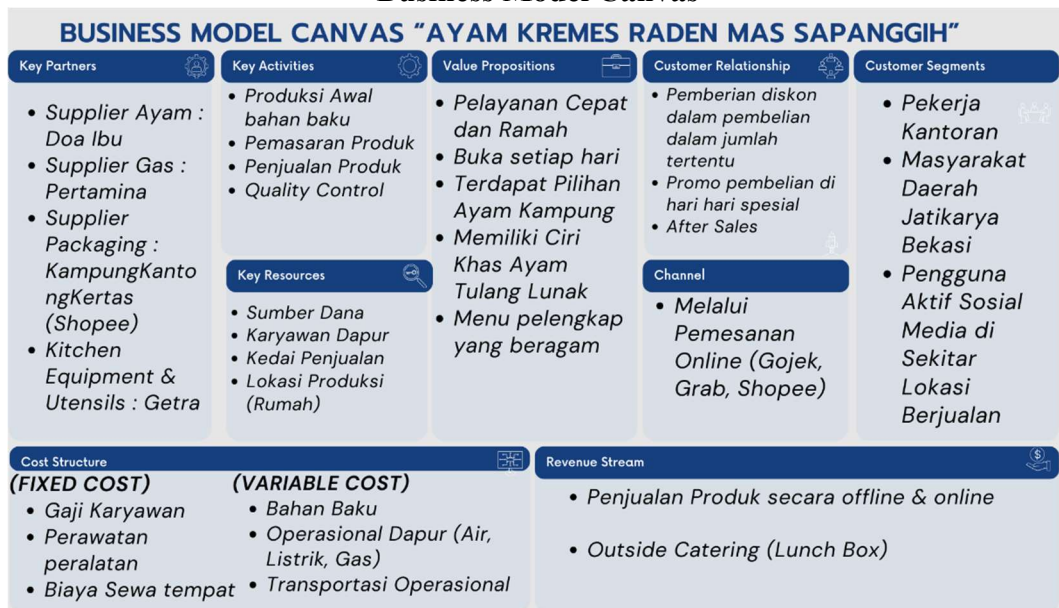 BUSINESS MODEL CANVAS “AYAM KREMES RADEN MAS SAPANGGIH”
Key Partners
• Supplier Ayam :
Doa Ibu
• Supplier Gas :
Pertamina
• Supplier
Packaging :
KampungKanto
ngKertas
(Shopee)
• Kitchen
Equipment &
Utensils : Getra
Key Activities
• Produksi Awal
bahan baku
• Pemasaran Produk
• Penjualan Produk
• Quality Control
Key Resources
• Sumber Dana
• Karyawan Dapur
• Kedai Penjualan
• Lokasi Produksi
(Rumah)
Value Propositions
• Pelayanan Cepat
dan Ramah
• Buka setiap hari
• Terdapat Pilihan
Ayam Kampung
• Memiliki Ciri
Khas Ayam
Tulang Lunak
• Menu pelengkap
yang beragam
Customer Relationship
• Pemberian diskon
dalam pembelian
dalam jumlah
tertentu
• Promo pembelian di
hari hari spesial
• After Sales
Channel
• Melalui
Pemesanan
Online (Gojek,
Grab, Shopee)
Customer Segments
• Pekerja
Kantoran
• Masyarakat
Daerah
Jatikarya
Bekasi
• Pengguna
Aktif Sosial
Media di
Sekitar
Lokasi
Berjualan
Cost Structure
(FIXED COST)
• Gaji Karyawan
• Perawatan
peralatan
• Biaya Sewa tempat
(VARIABLE COST)
• Bahan Baku
• Operasional Dapur (Air,
Listrik, Gas)
• Transportasi Operasional
Revenue Stream
• Penjualan Produk secara offline & online
• Outside Catering (Lunch Box)